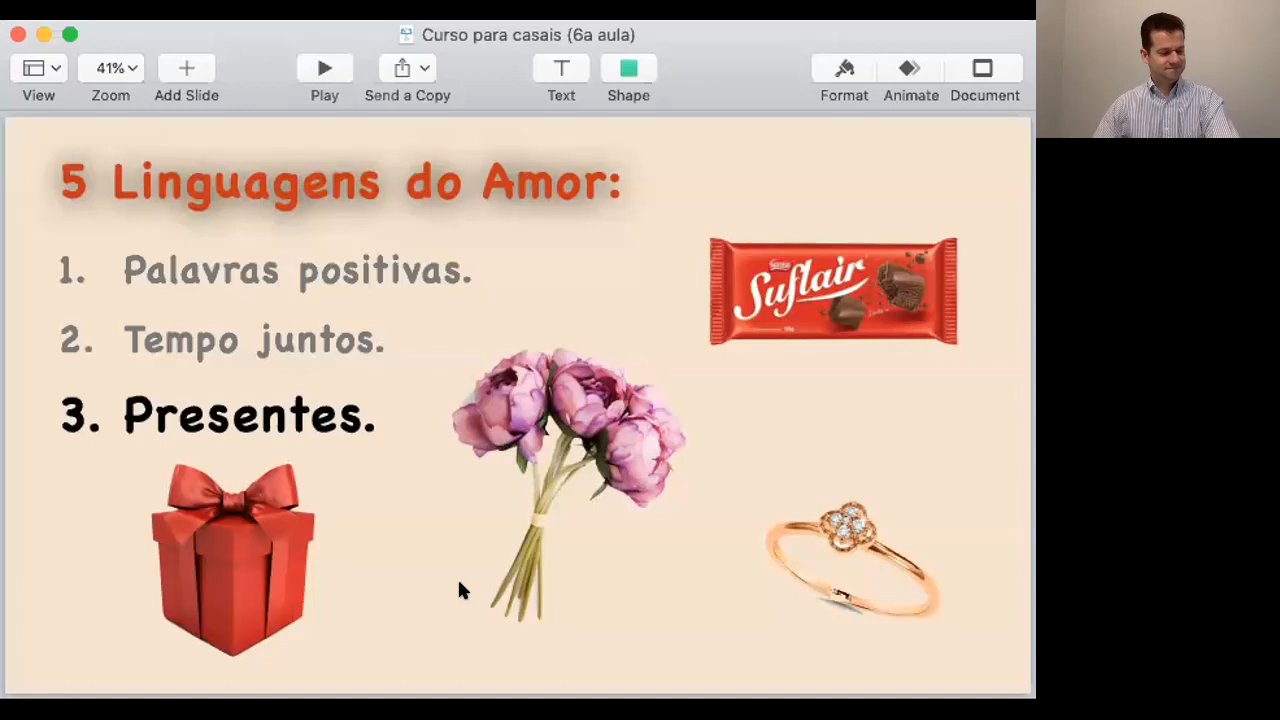 Curso para casais (6a aula)
41%
View
Zoom
Add Slide
Play
Send a Copy
Text
Shape
Format
Animate
Document
5 Linguagens do Amor:
1. Palavras positivas.
2. Tempo juntos.
3. Presentes.
Nestlé
Suflair